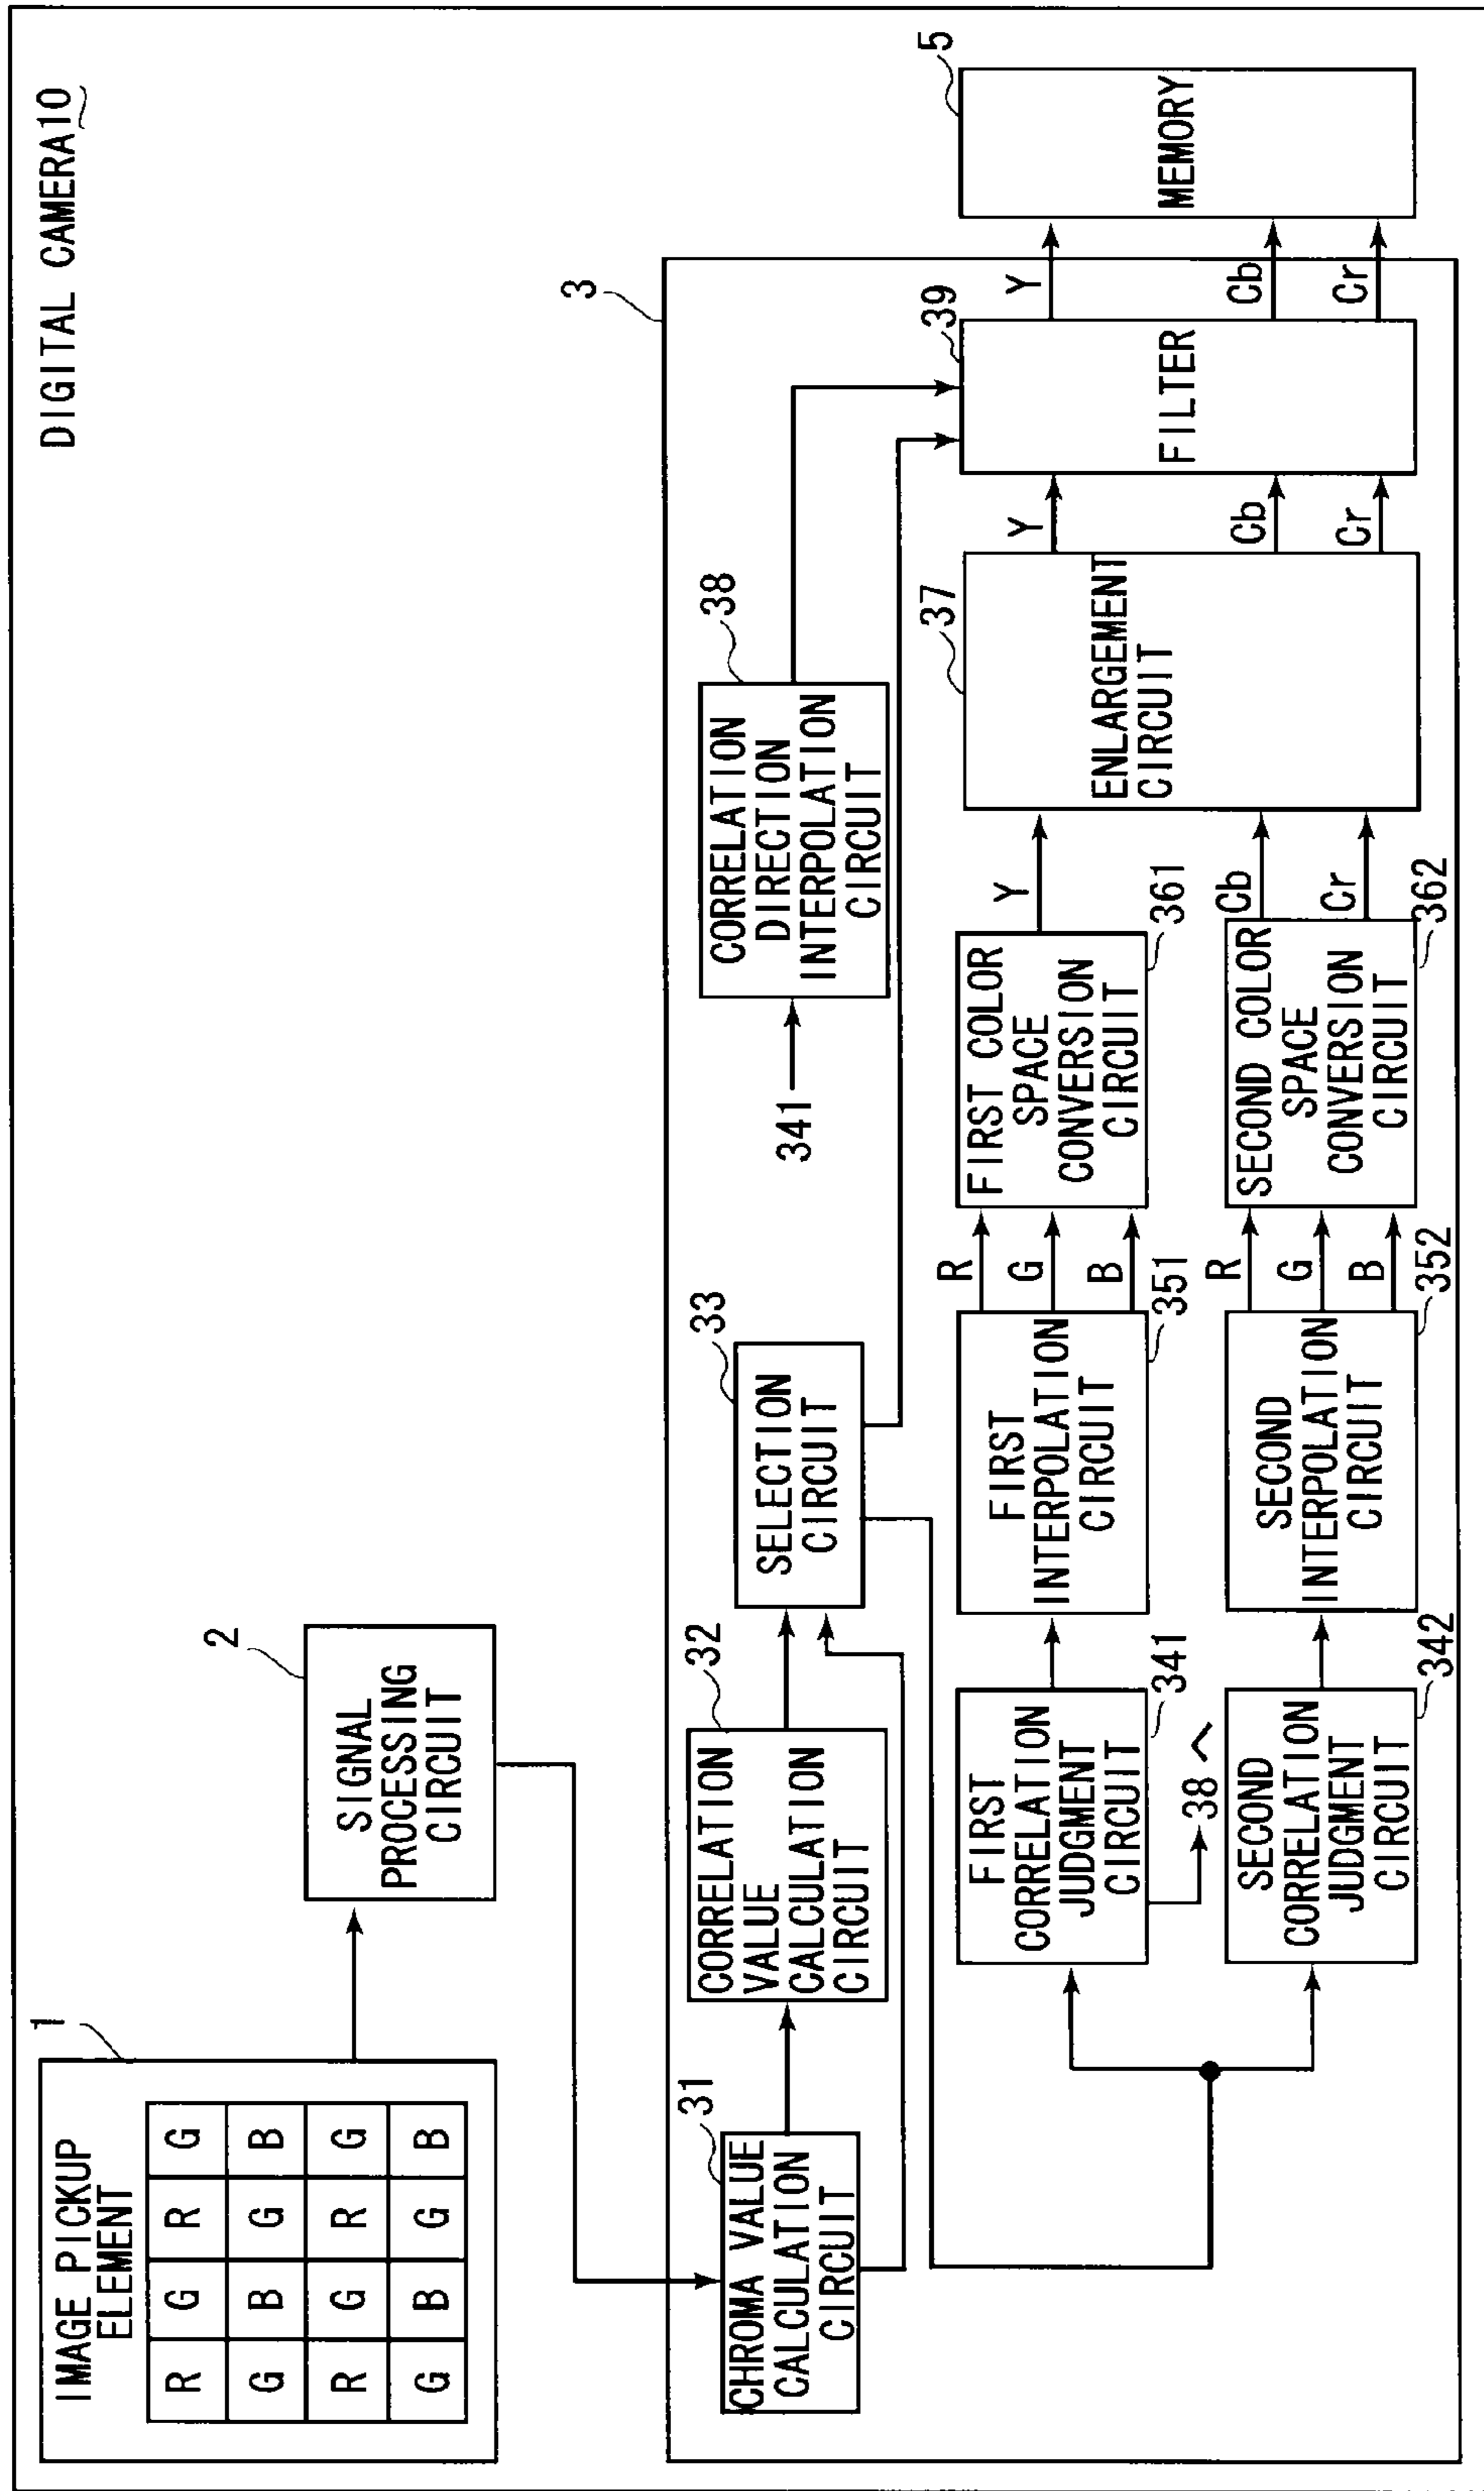 DIGITAL CAMERA10
IMAGE PICKUP
ELEMENT
1
R G R G
G B G B
R G R G
G B G B
SIGNAL
PROCESSING
CIRCUIT
2
3
CHROMA VALUE
CALCULATION
CIRCUIT
31
CORRELATION
VALUE
CALCULATION
CIRCUIT
32
SELECTION
CIRCUIT
33
341
CORRELATION
DIRECTION
INTERPOLATION
CIRCUIT
38
FIRST
CORRELATION
JUDGMENT
CIRCUIT
341
38へ
FIRST
INTERPOLATION
CIRCUIT
351
R
G
B
FIRST COLOR
SPACE
CONVERSION
CIRCUIT
361
Y
SECOND
CORRELATION
JUDGMENT
CIRCUIT
342
SECOND
INTERPOLATION
CIRCUIT
352
R
G
B
SECOND COLOR
SPACE
CONVERSION
CIRCUIT
362
Cb
Cr
ENLARGEMENT
CIRCUIT
37
Y
Cb
Cr
FILTER
39
Y
Cb
Cr
MEMORY
5